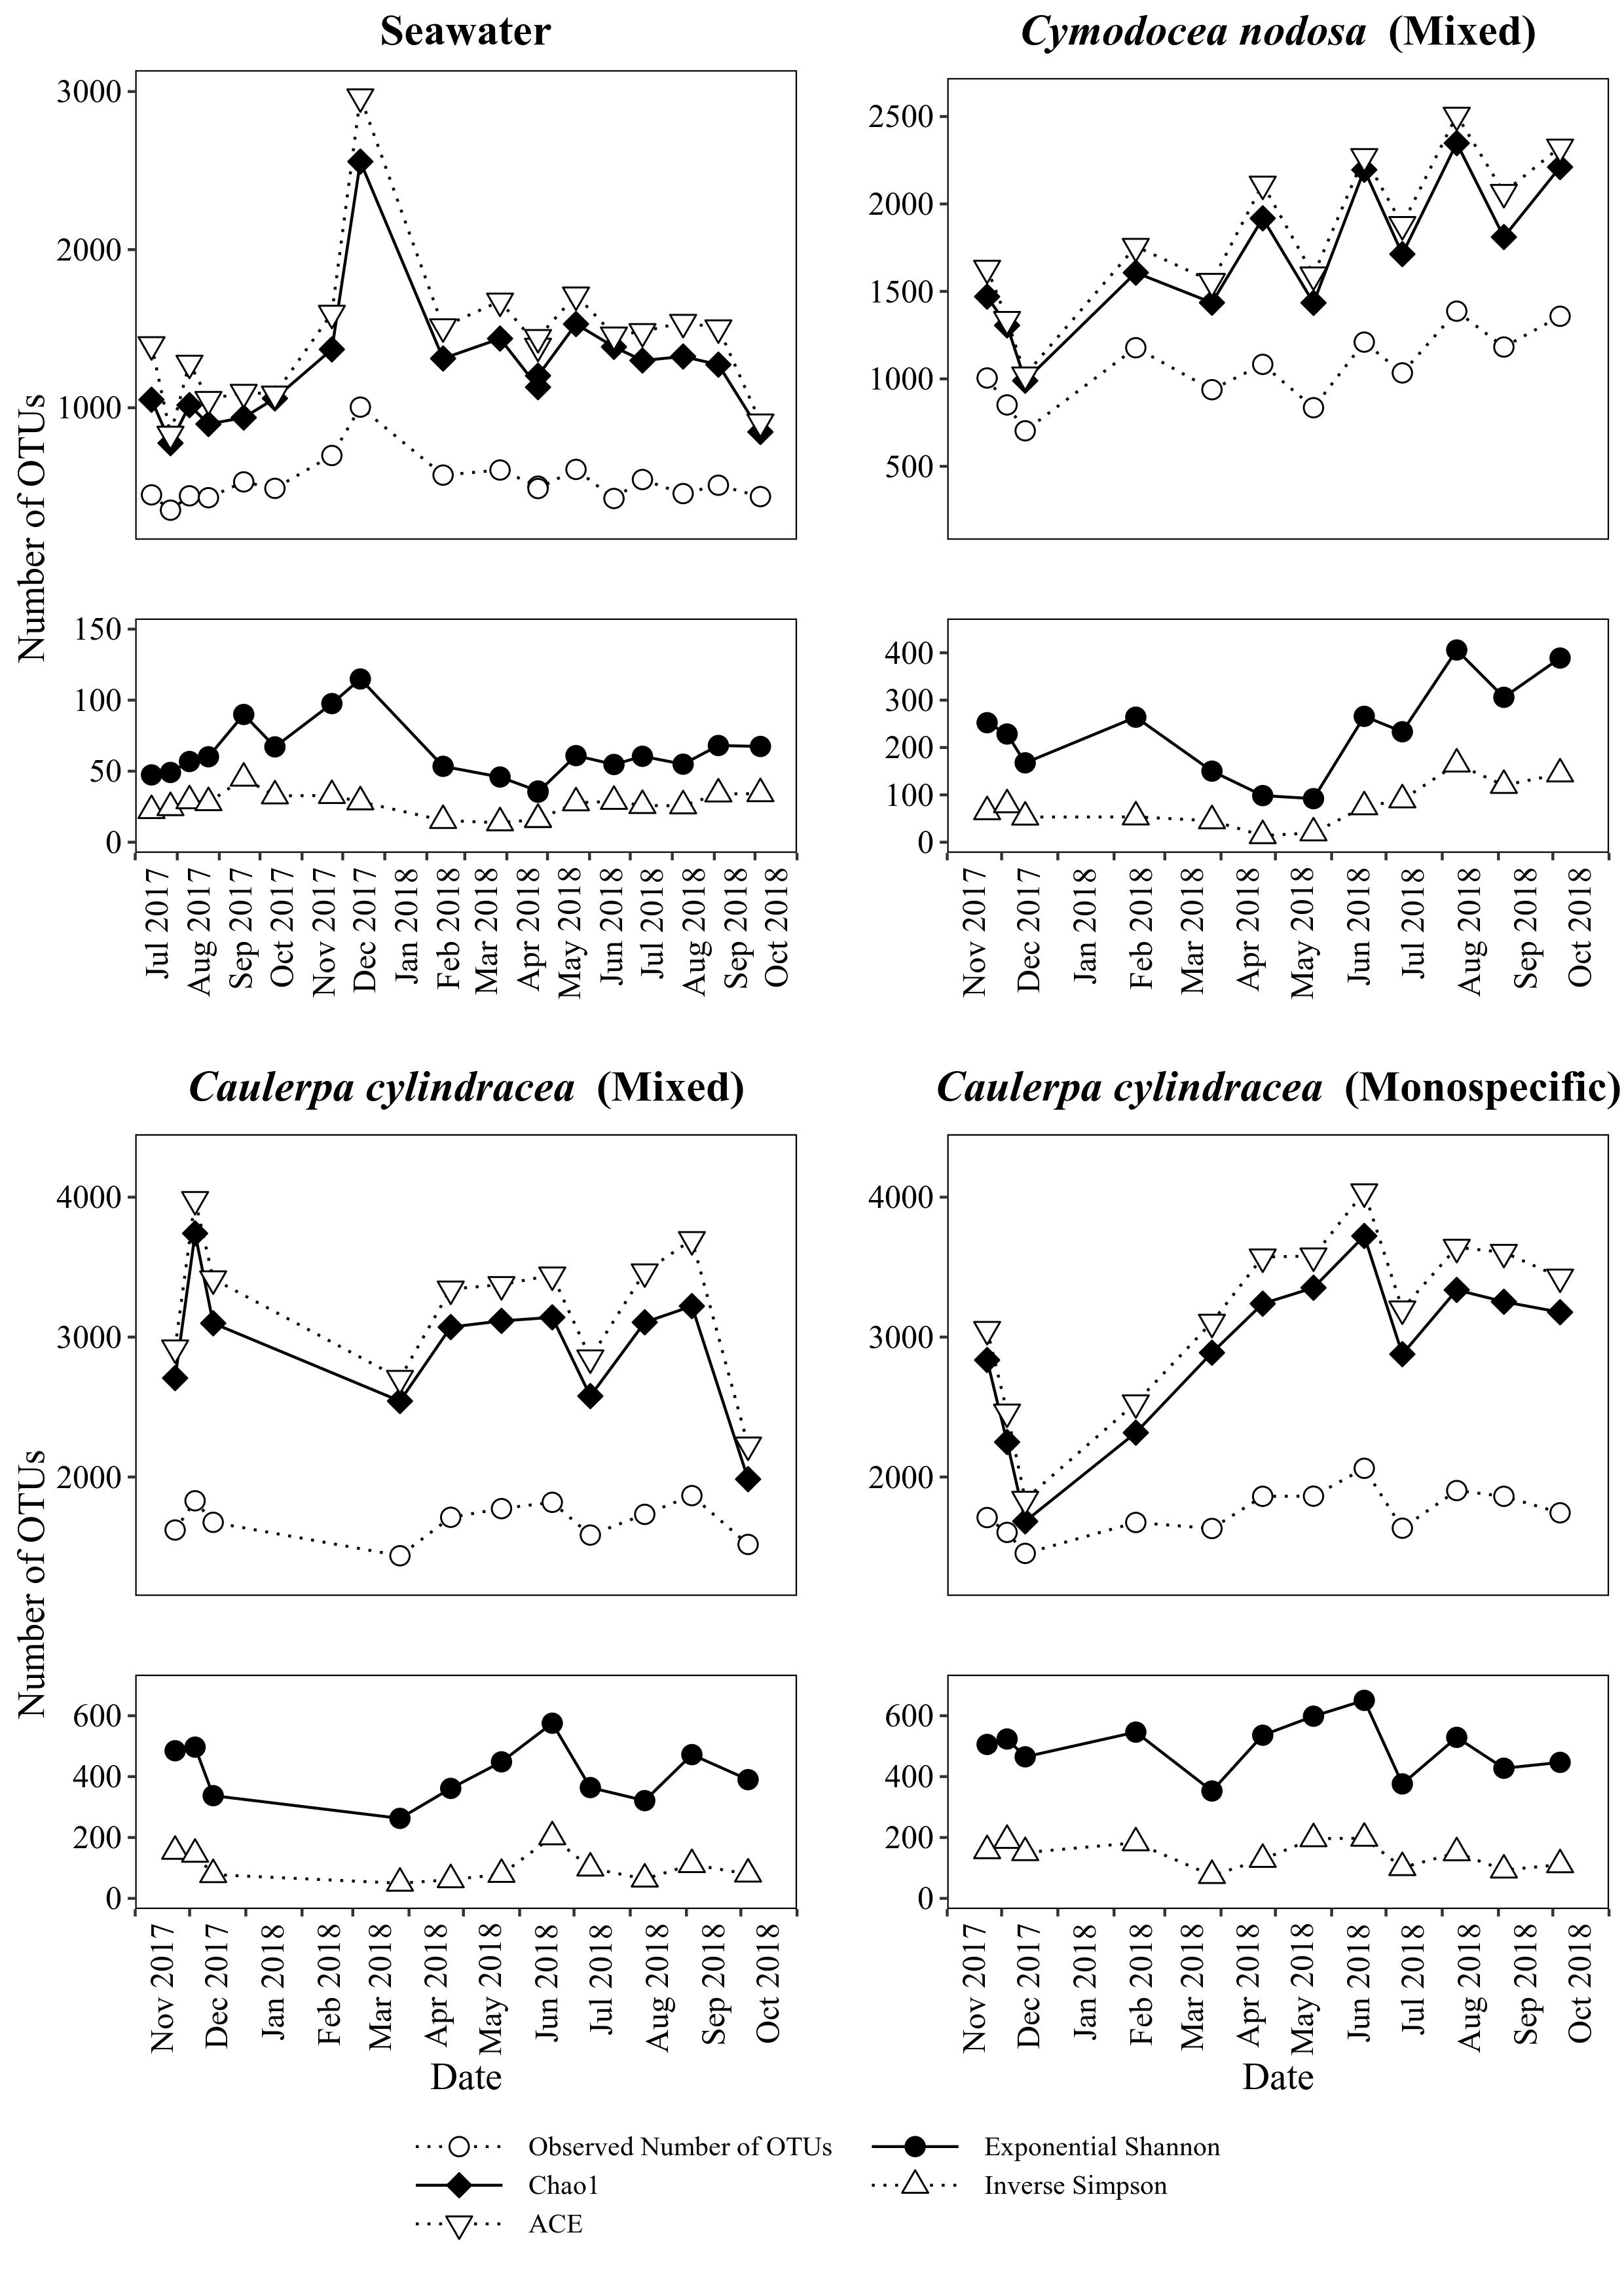 Seawater
Cymodocea nodosa (Mixed)
Number of OTUs
3000
2000
1000
2500
2000
1500
1000
500
150
100
50
0
400
300
200
100
0
Jul 2017
Aug 2017
Sep 2017
Oct 2017
Nov 2017
Dec 2017
Jan 2018
Feb 2018
Mar 2018
Apr 2018
May 2018
Jun 2018
Jul 2018
Aug 2018
Sep 2018
Oct 2018
Nov 2017
Dec 2017
Jan 2018
Feb 2018
Mar 2018
Apr 2018
May 2018
Jun 2018
Jul 2018
Aug 2018
Sep 2018
Oct 2018
Caulerpa cylindracea (Mixed)
Caulerpa cylindracea (Monospecific)
Number of OTUs
4000
3000
2000
4000
3000
2000
600
400
200
0
600
400
200
0
Nov 2017
Dec 2017
Jan 2018
Feb 2018
Mar 2018
Apr 2018
May 2018
Jun 2018
Jul 2018
Aug 2018
Sep 2018
Oct 2018
Nov 2017
Dec 2017
Jan 2018
Feb 2018
Mar 2018
Apr 2018
May 2018
Jun 2018
Jul 2018
Aug 2018
Sep 2018
Oct 2018
Date
Date
Observed Number of OTUs
Chao1
ACE
Exponential Shannon
Inverse Simpson